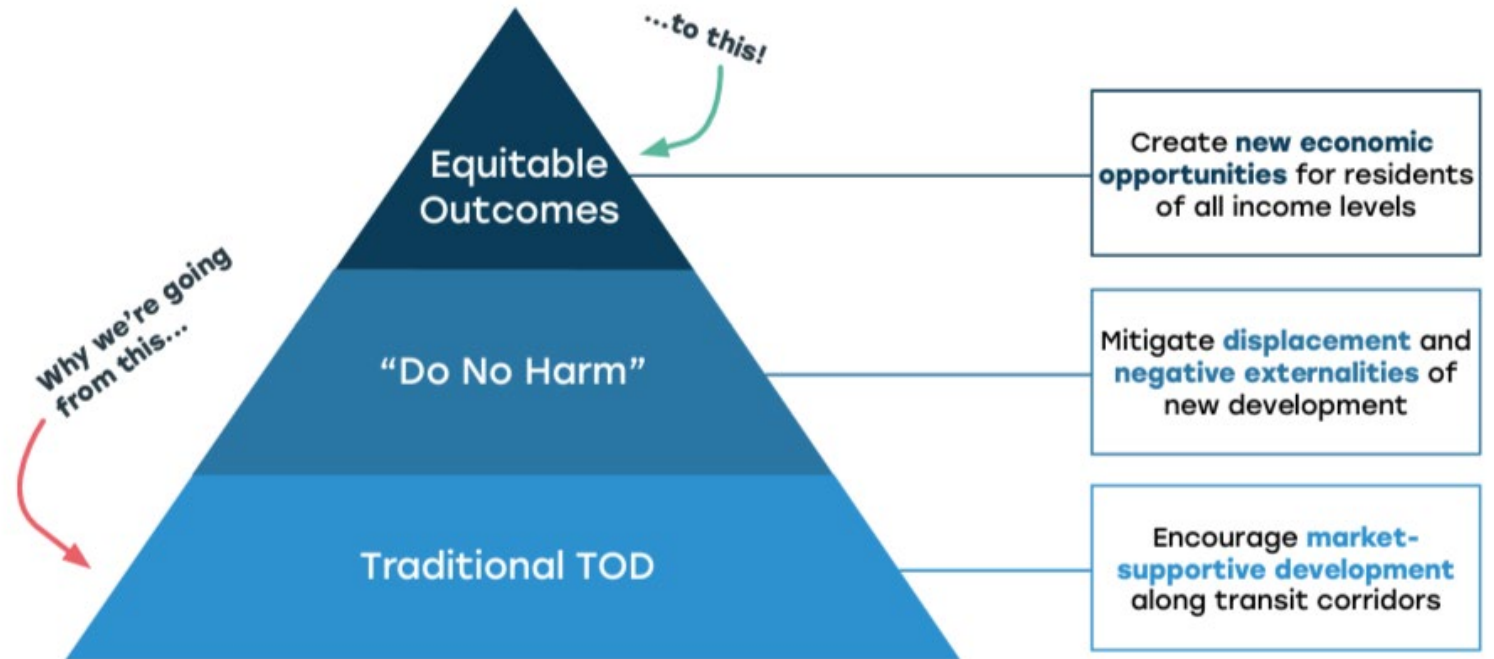 ...to this!
Equitable
Outcomes
Create new economic
opportunities for residents
of all income levels
Why we’re going
from this...
“Do No Harm”
Mitigate displacement and
negative externalities of
new development
Traditional TOD
Encourage market-
supportive development
along transit corridors